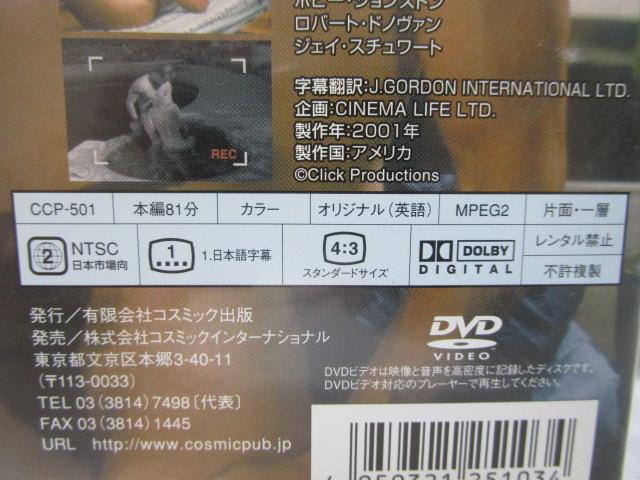 ロバート・ドノヴァン
ジェイ・スチュワート
REC
字幕翻訳:J.GORDON INTERNATIONAL LTD.
企画:CINEMA LIFE LTD.
製作年:2001年
製作国:アメリカ
©Click Productions
CCP-501 本編81分 カラー オリジナル(英語) MPEG2 片面・一層
2 NTSC 日本市場向
1 1.日本語字幕
4:3 スタンダードサイズ
DOLBY DIGITAL
レンタル禁止
不許複製
発行/有限会社コスミック出版
発売/株式会社コスミックインターナショナル
東京都文京区本郷3-40-11
(〒113-0033)
TEL 03(3814)7498〔代表〕
FAX 03(3814)1445
URL http://www.cosmicpub.jp
DVD
VIDEO
DVDビデオは映像と音声を高密度に記録したディスクです。
DVDビデオ対応のプレーヤーで再生してください。